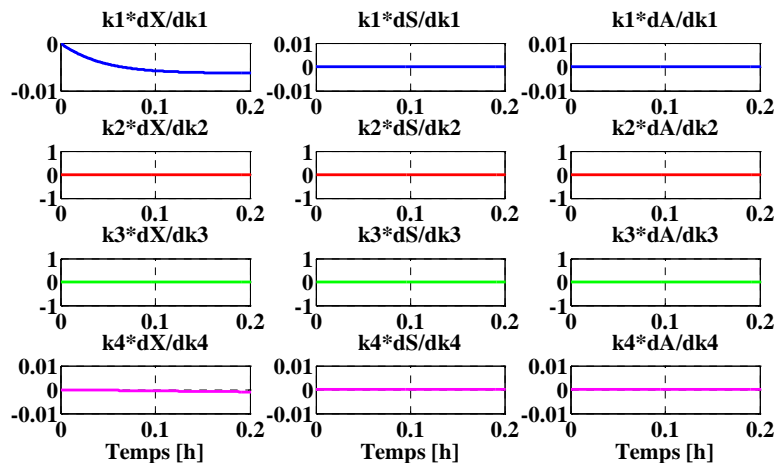 k1*dX/dk1 k1*dS/dk1 k1*dA/dk1
0 0.01 0.01
0 0
-0.01 -0.01 -0.01
0 0.1 0.2 0 0.1 0.2 0 0.1 0.2
k2*dX/dk2 k2*dS/dk2 k2*dA/dk2
1 1 1
0 0 0
-1 -1 -1
0 0.1 0.2 0 0.1 0.2 0 0.1 0.2
k3*dX/dk3 k3*dS/dk3 k3*dA/dk3
1 1 1
0 0 0
-1 -1 -1
0 0.1 0.2 0 0.1 0.2 0 0.1 0.2
k4*dX/dk4 k4*dS/dk4 k4*dA/dk4
0.01 0.01 0.01
0 0 0
-0.01 -0.01 -0.01
0 0.1 0.2 0 0.1 0.2 0 0.1 0.2
Temps [h] Temps [h] Temps [h]